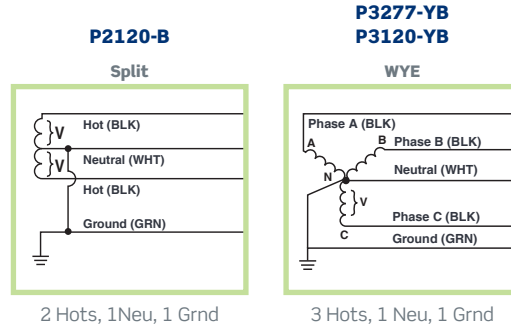 P2120-B
Split
V
Hot (BLK)
V
Neutral (WHT)
Hot (BLK)
Ground (GRN)
2 Hots, 1Neu, 1 Grnd
P3277-YB
P3120-YB
WYE
Phase A (BLK)
A
B
Phase B (BLK)
N
Neutral (WHT)
V
Phase C (BLK)
C
Ground (GRN)
3 Hots, 1 Neu, 1 Grnd